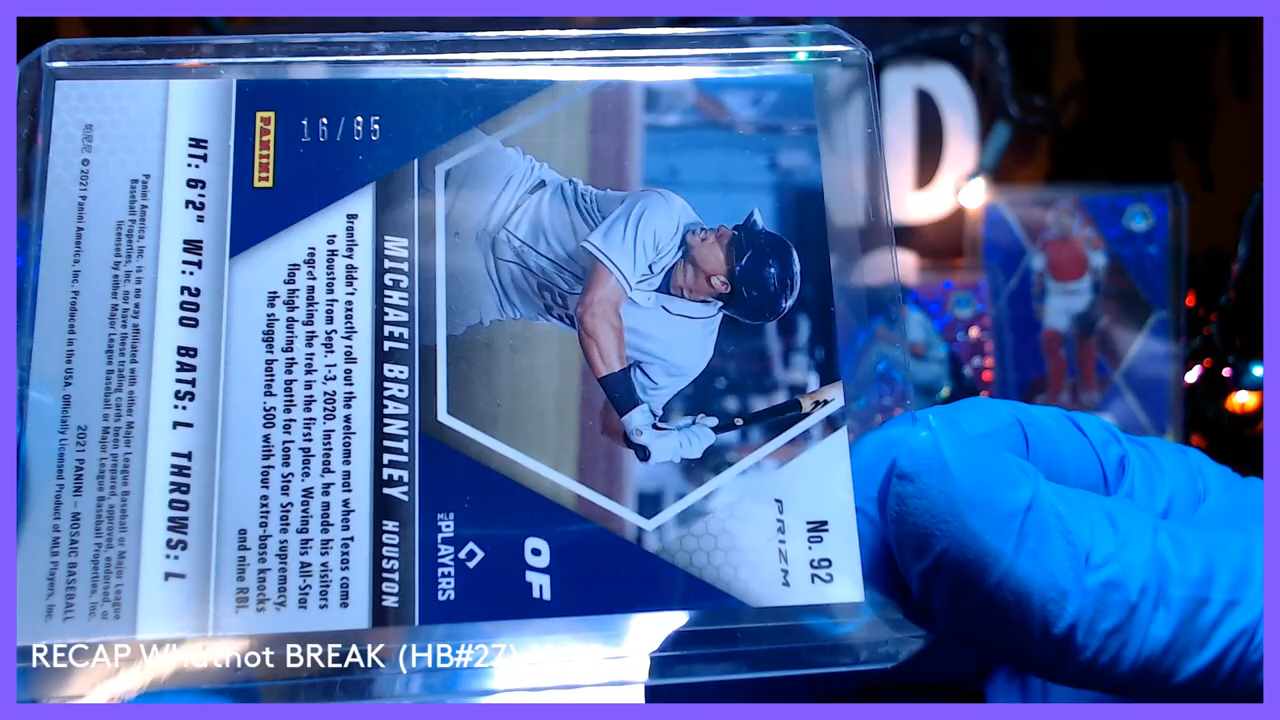 No. 92
PRIZM
OF
MLB PLAYERS
MICHAEL BRANTLEY HOUSTON
16/85
PANINI
Brantley didn't exactly roll out the welcome mat when Texas came
to Houston from Sept. 1-3, 2020. Instead, he made his visitors
regret making the trek in the first place. Waving his All-Star
flag high during the battle for Lone Star State supremacy,
the slugger batted .500 with four extra-base knocks
and nine RBI.
HT: 6'2" WT: 200 BATS: L THROWS: L
Panini America, Inc. is in no way affiliated with either Major League Baseball or Major League
Baseball Properties, Inc. nor have these trading cards been prepared, approved, endorsed, or
licensed by either Major League Baseball or Major League Baseball Properties, Inc.
2021 PANINI – MOSAIC BASEBALL
帕尼尼 © 2021 Panini America, Inc. Produced in the USA. Officially Licensed Product of MLB Players, Inc.
D
RECAP Whatnot BREAK (HB#27)